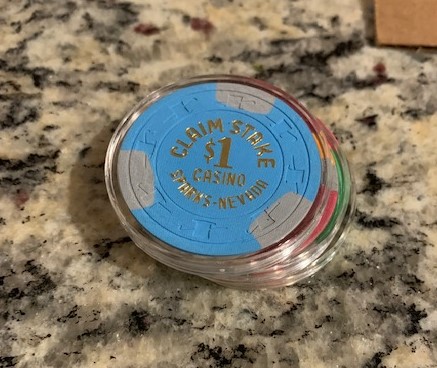 CLAIM STAKE
$1
CASINO
SPARKS-NEVADA